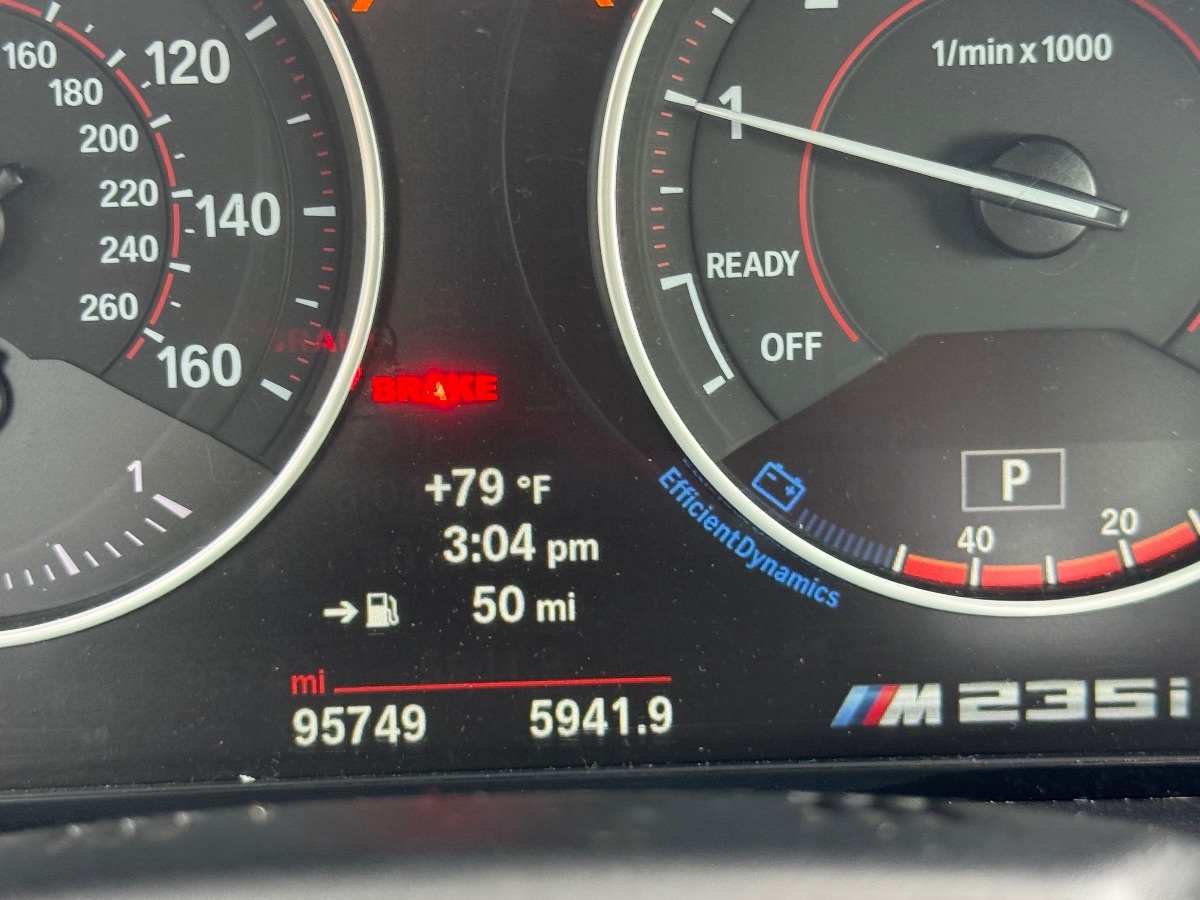 160
180
200
220
240
260
120
140
160
1
BRAKE
+79 °F
3:04 pm
50 mi
mi
95749 5941.9
1/min x 1000
1
READY
OFF
P
40 20
EfficientDynamics
M235i